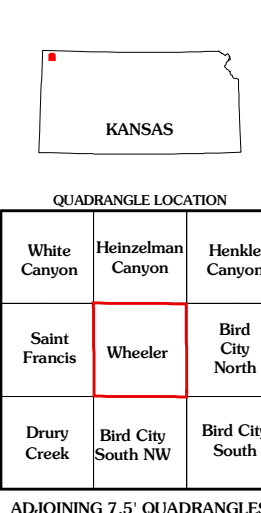 KANSAS
QUADRANGLE LOCATION
White Canyon
Heinzelman Canyon
Henkle Canyon
Saint Francis
Wheeler
Bird City North
Drury Creek
Bird City South NW
Bird City South
ADJOINING 7.5' QUADRANGLES